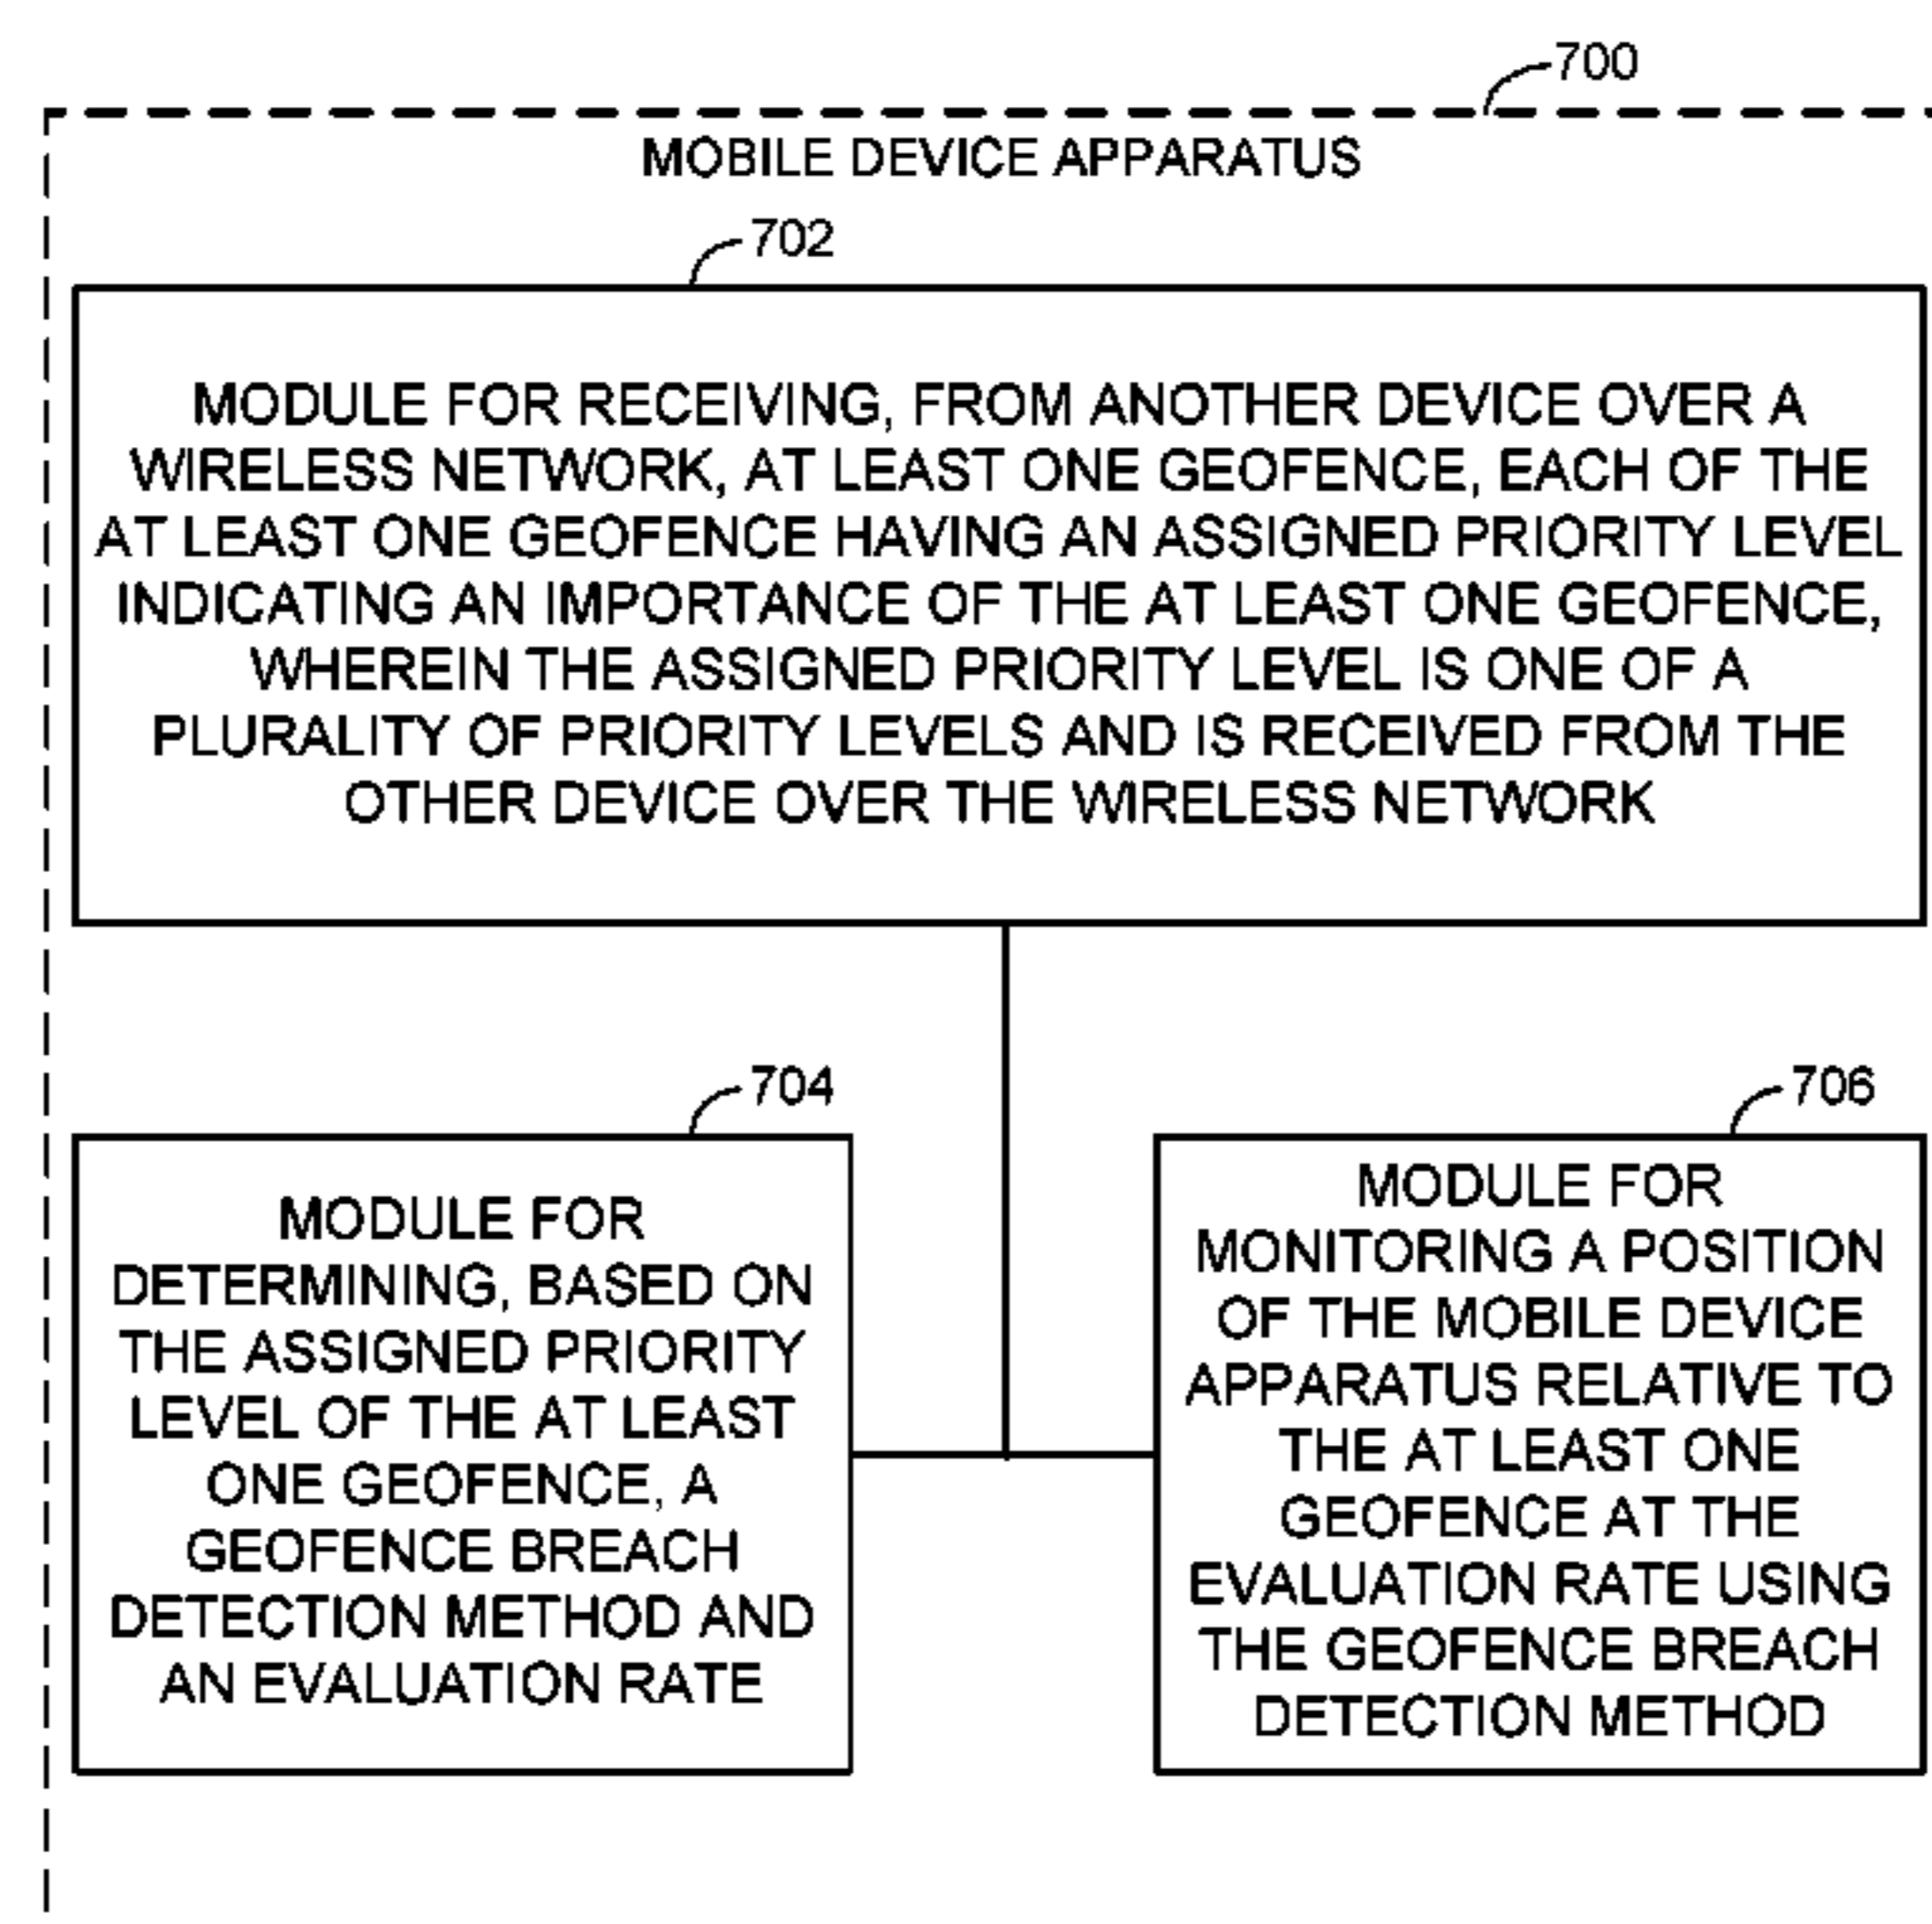 700
MOBILE DEVICE APPARATUS
702
MODULE FOR RECEIVING, FROM ANOTHER DEVICE OVER A
WIRELESS NETWORK, AT LEAST ONE GEOFENCE, EACH OF THE
AT LEAST ONE GEOFENCE HAVING AN ASSIGNED PRIORITY LEVEL
INDICATING AN IMPORTANCE OF THE AT LEAST ONE GEOFENCE,
WHEREIN THE ASSIGNED PRIORITY LEVEL IS ONE OF A
PLURALITY OF PRIORITY LEVELS AND IS RECEIVED FROM THE
OTHER DEVICE OVER THE WIRELESS NETWORK
704
MODULE FOR
DETERMINING, BASED ON
THE ASSIGNED PRIORITY
LEVEL OF THE AT LEAST
ONE GEOFENCE, A
GEOFENCE BREACH
DETECTION METHOD AND
AN EVALUATION RATE
706
MODULE FOR
MONITORING A POSITION
OF THE MOBILE DEVICE
APPARATUS RELATIVE TO
THE AT LEAST ONE
GEOFENCE AT THE
EVALUATION RATE USING
THE GEOFENCE BREACH
DETECTION METHOD